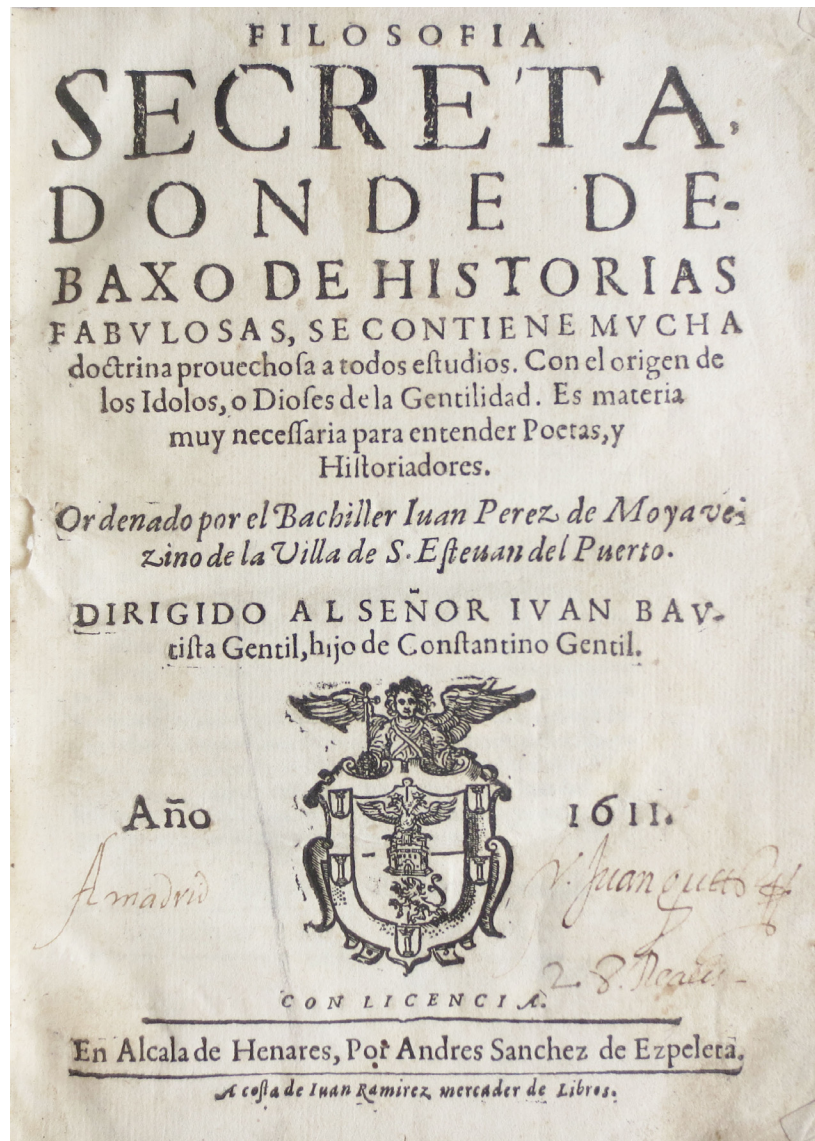 FILOSOFIA
SECRETA,
DONDE DE-
BAXO DE HISTORIAS
FABVLOSAS, SE CONTIENE MVCHA
doctrina prouechoſa a todos eſtudios. Con el origen de
los Idolos, o Dioſes de la Gentilidad. Es materia
muy neceſſaria para entender Poetas, y
Hiſtoriadores.
Ordenado por el Bachiller Iuan Perez de Moya ve-
zino de la Villa de S. Eſteuan del Puerto.
DIRIGIDO AL SEÑOR IVAN BAV-
tiſta Gentil, hijo de Conſtantino Gentil.
Año 1611.
Amadrid
28. Reales
CON LICENCIA.
En Alcala de Henares, Por Andres Sanchez de Ezpeleta.
A coſta de Iuan Ramirez mercader de Libros.